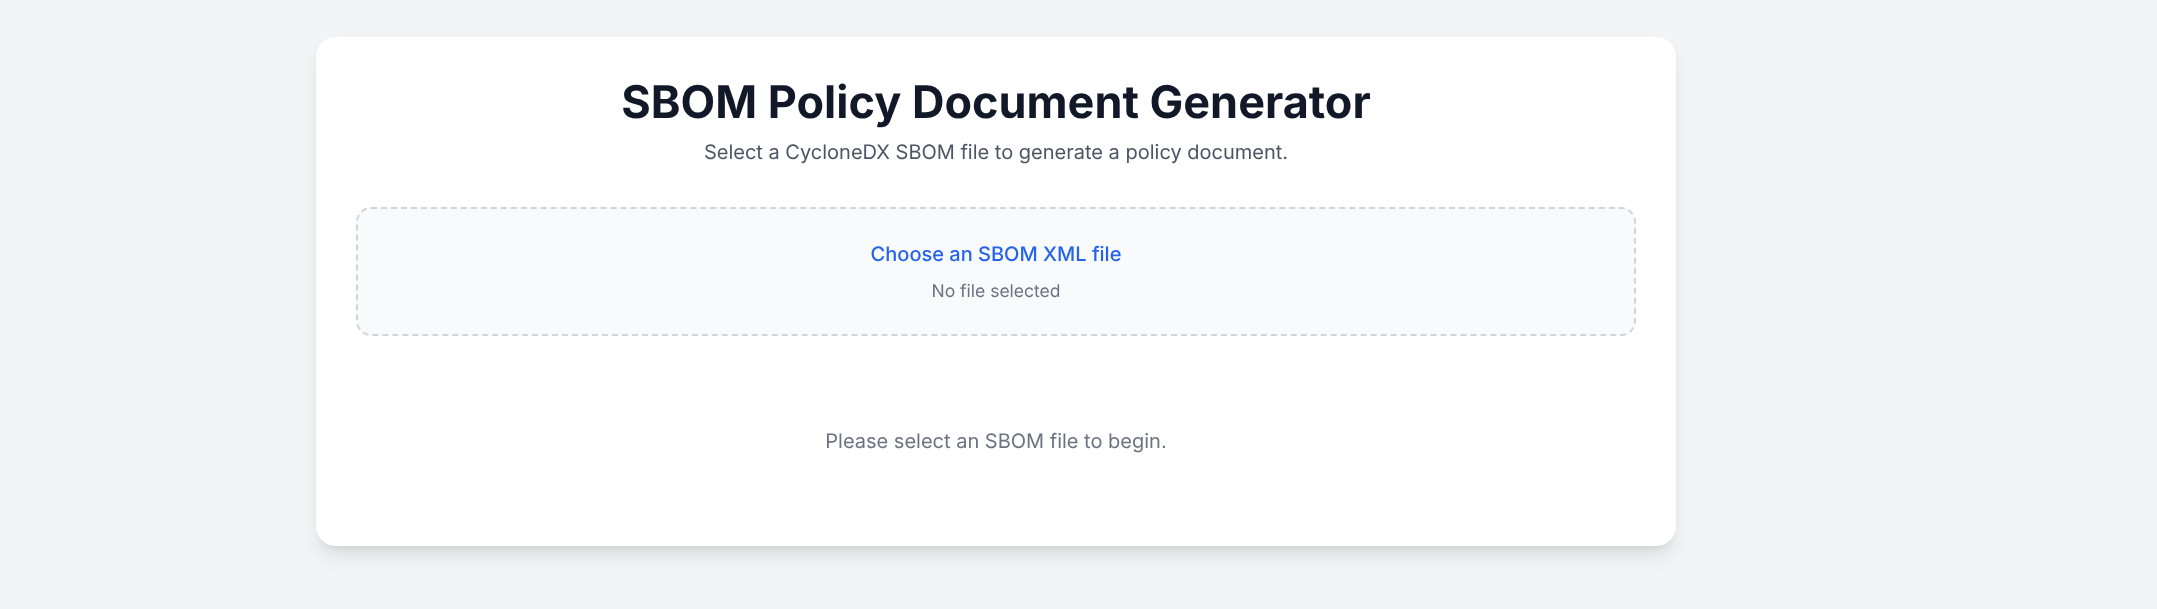 SBOM Policy Document Generator
Select a CycloneDX SBOM file to generate a policy document.
Choose an SBOM XML file
No file selected
Please select an SBOM file to begin.